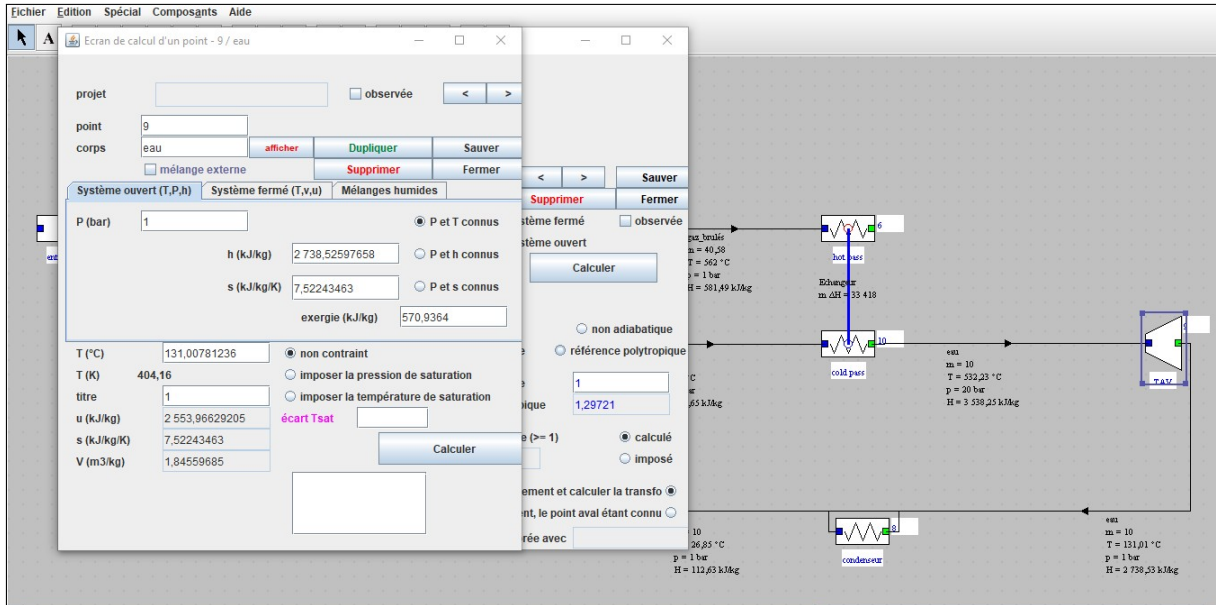 Fichier Edition Spécial Composants Aide
A
Ecran de calcul d'un point - 9 / eau
projet
observée
< >
point 9
corps eau afficher Dupliquer Sauver
mélange externe Supprimer Fermer
Système ouvert (T,P,h) Système fermé (T,v,u) Mélanges humides
P (bar) 1 P et T connus
h (kJ/kg) 2 738,52597658 P et h connus
s (kJ/kg/K) 7,52243463 P et s connus
exergie (kJ/kg) 570,9364
T (°C) 131,00781236 non contraint
T (K) 404,16 imposer la pression de saturation
titre 1 imposer la température de saturation
u (kJ/kg) 2 553,96629205 écart Tsat
s (kJ/kg/K) 7,52243463 Calculer
V (m3/kg) 1,84559685
< > Sauver
Supprimer Fermer
stème fermé observée
stème ouvert
Calculer
non adiabatique
référence polytropique
1
ique 1,29721
e (>= 1) calculé
imposé
ement et calculer la transfo
nt, le point aval étant connu
rée avec
ent
gaz_brulés
m = 40,58
T = 562 °C
p = 1 bar
H = 581,49 kJ/kg
6
hot pass
Echangeur
m ΔH = 33 418
10
cold pass
°C
ar
,65 kJ/kg
eau
m = 10
T = 532,23 °C
p = 20 bar
H = 3 538,25 kJ/kg
9
TAV
10
26,85 °C
p = 1 bar
H = 112,63 kJ/kg
8
condenseur
eau
m = 10
T = 131,01 °C
p = 1 bar
H = 2 738,53 kJ/kg